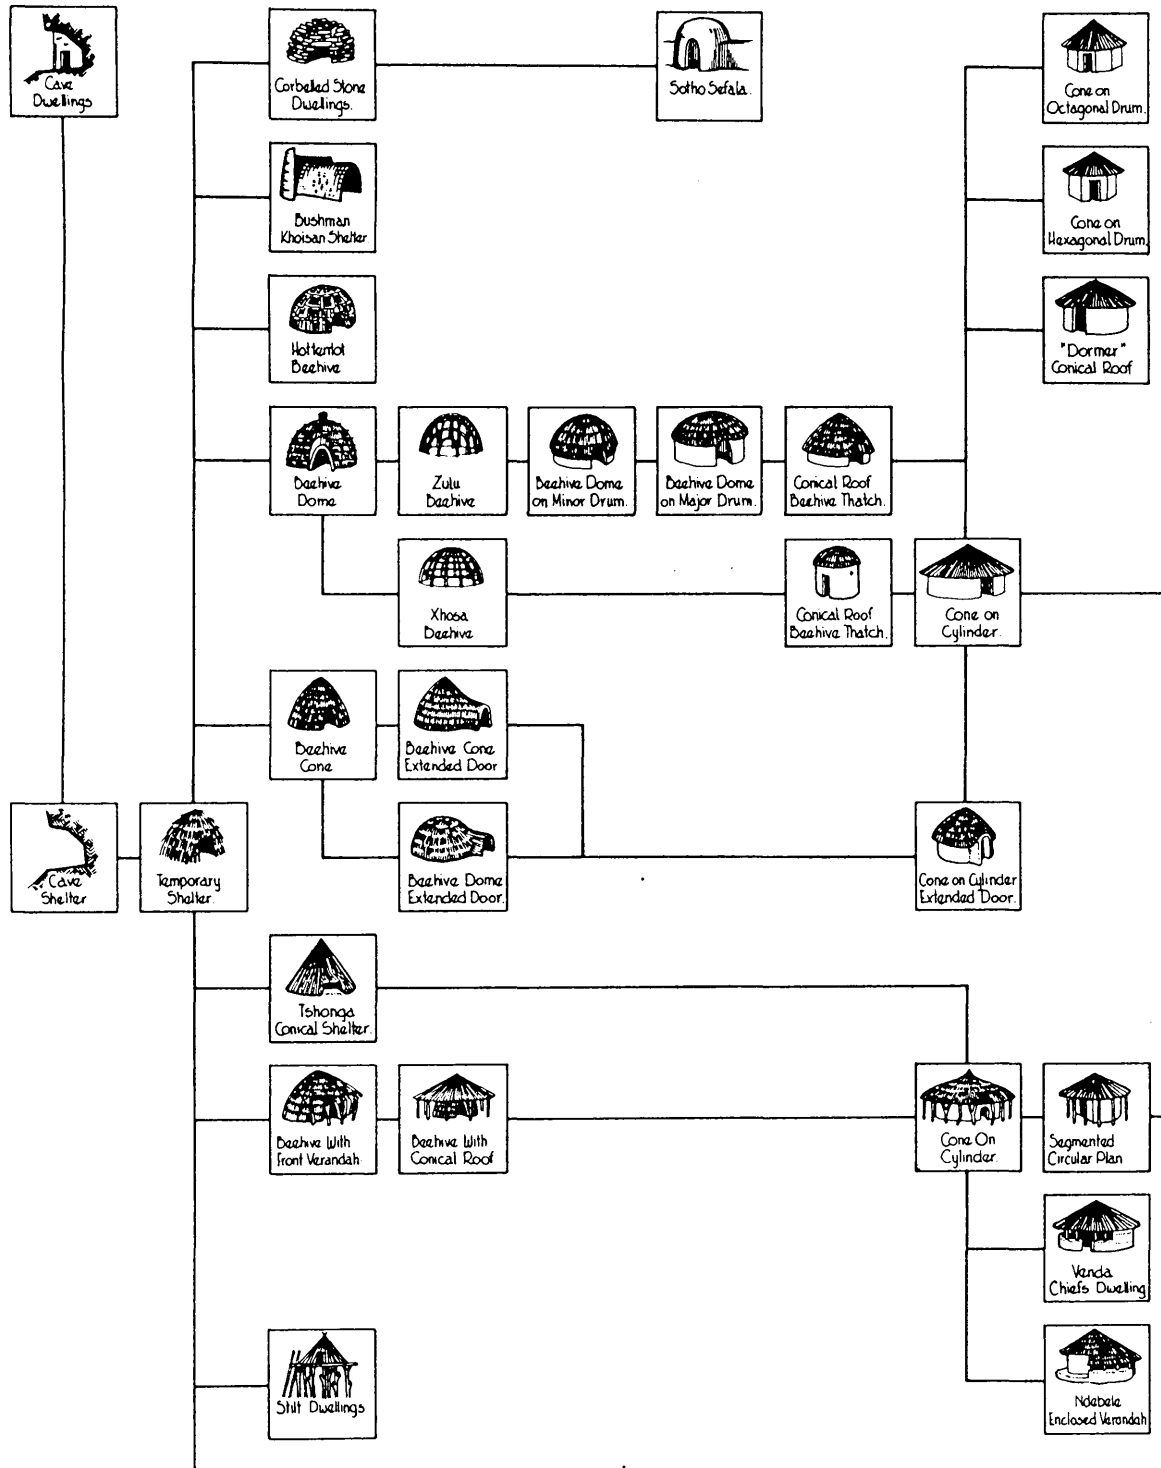 Cave
Dwellings
Corbelled Stone
Dwellings.
Sotho Sefala.
Cone on
Octagonal Drum.
Bushman
Khoisan Shelter
Cone on
Hexagonal Drum.
Hottentot
Beehive
"Dormer"
Conical Roof
Beehive
Dome
Zulu
Beehive
Beehive Dome
on Minor Drum.
Beehive Dome
on Major Drum.
Conical Roof
Beehive Thatch.
Xhosa
Beehive
Conical Roof
Beehive Thatch.
Cone on
Cylinder.
Beehive
Cone
Beehive Cone
Extended Door
Cave
Shelter
Temporary
Shelter.
Beehive Dome
Extended Door.
Cone on Cylinder
Extended Door.
Tshonga
Conical Shelter.
Beehive With
Front Verandah.
Beehive With
Conical Roof
Cone On
Cylinder.
Segmented
Circular Plan
Venda
Chiefs Dwelling
Stilt Dwellings
Ndebele
Enclosed Verandah